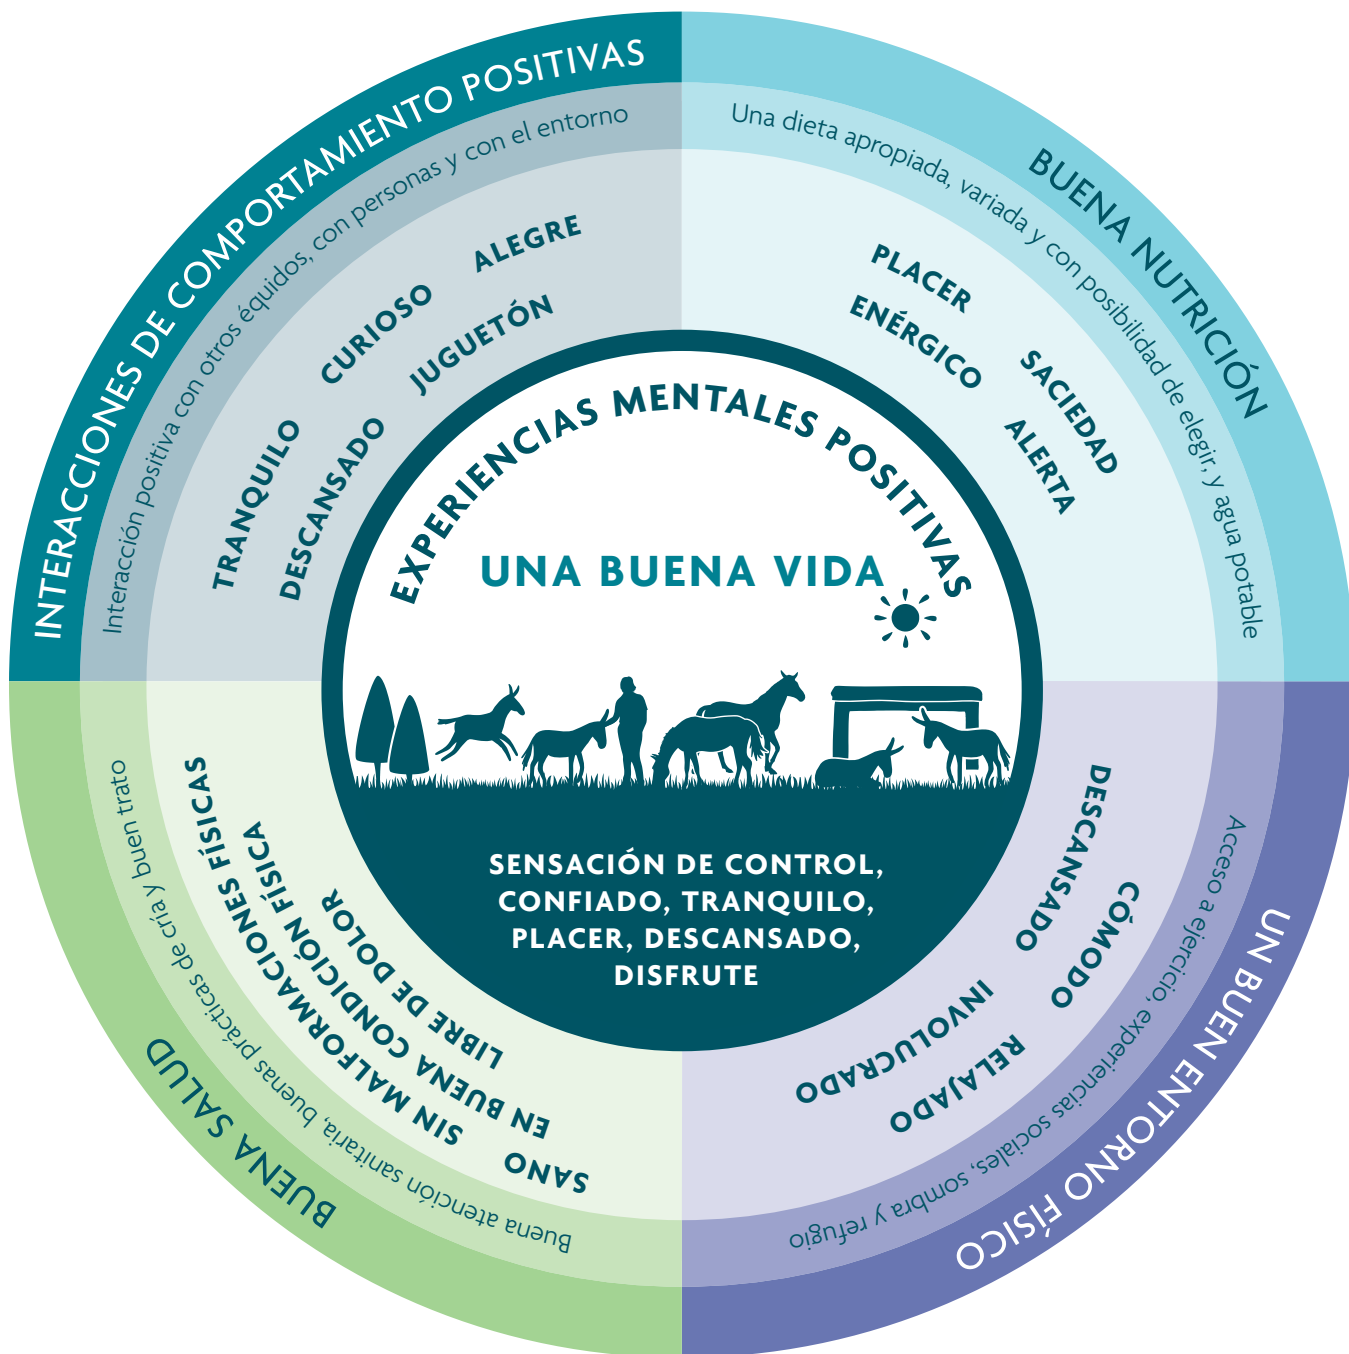 INTERACCIONES DE COMPORTAMIENTO POSITIVAS
Interacción positiva con otros équidos, con personas y con el entorno
ALEGRE
CURIOSO
JUGUETÓN
TRANQUILO
DESCANSADO
BUENA NUTRICIÓN
Una dieta apropiada, variada y con posibilidad de elegir, y agua potable
PLACER
ENÉRGICO
SACIEDAD
ALERTA
UN BUEN ENTORNO FÍSICO
Acceso a ejercicio, experiencias sociales, sombra y refugio
DESCANSADO
CÓMODO
INVOLUCRADO
RELAJADO
BUENA SALUD
Buena atención sanitaria, buenas prácticas de cría y buen trato
SIN MALFORMACIONES FÍSICAS
EN BUENA CONDICIÓN FÍSICA
LIBRE DE DOLOR
SANO
EXPERIENCIAS MENTALES POSITIVAS
UNA BUENA VIDA
SENSACIÓN DE CONTROL,
CONFIADO, TRANQUILO,
PLACER, DESCANSADO,
DISFRUTE